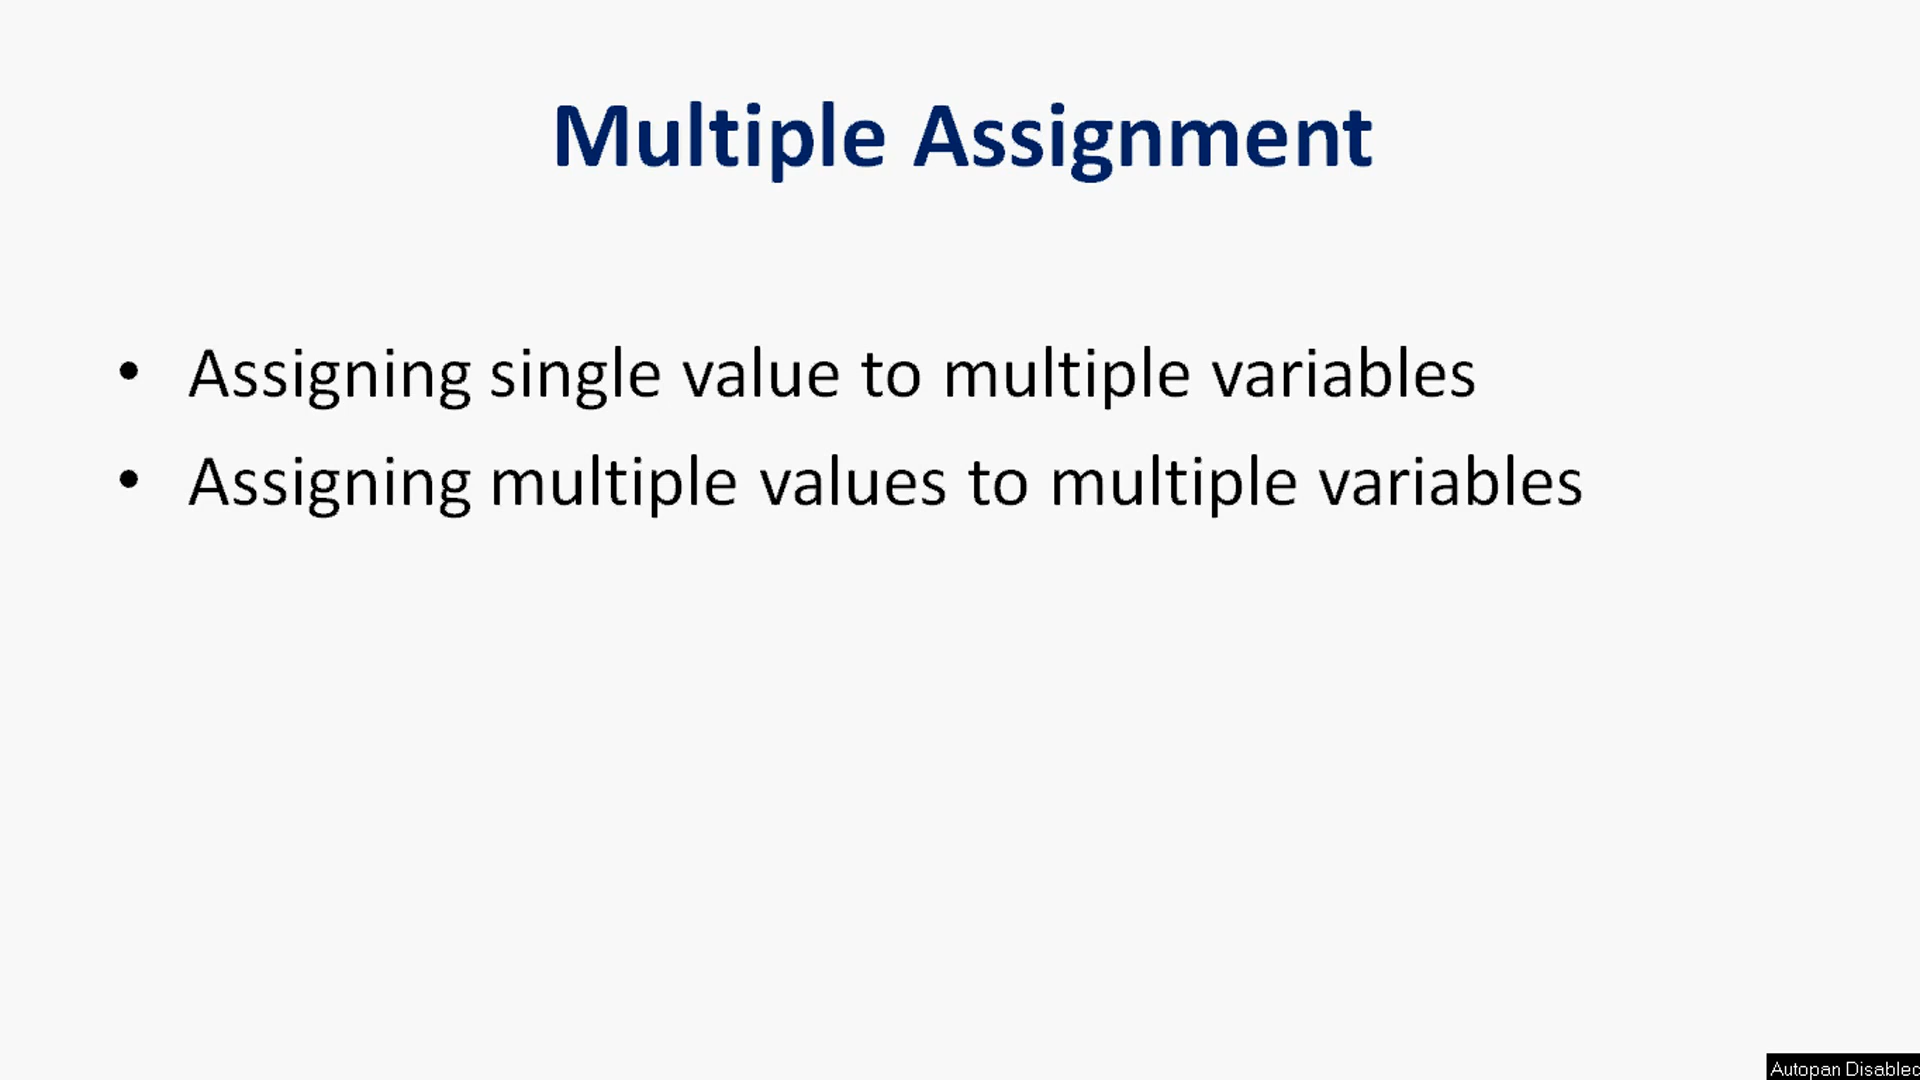 Multiple Assignment
• Assigning single value to multiple variables
• Assigning multiple values to multiple variables
Autopan Disabled